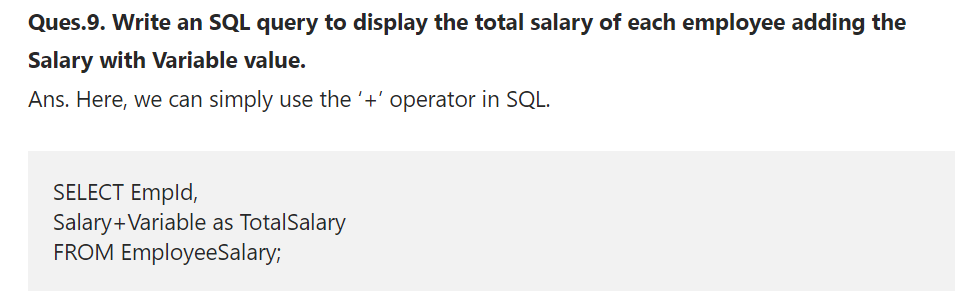 Ques.9. Write an SQL query to display the total salary of each employee adding the
Salary with Variable value.
Ans. Here, we can simply use the ‘+’ operator in SQL.
SELECT EmpId,
Salary+Variable as TotalSalary
FROM EmployeeSalary;